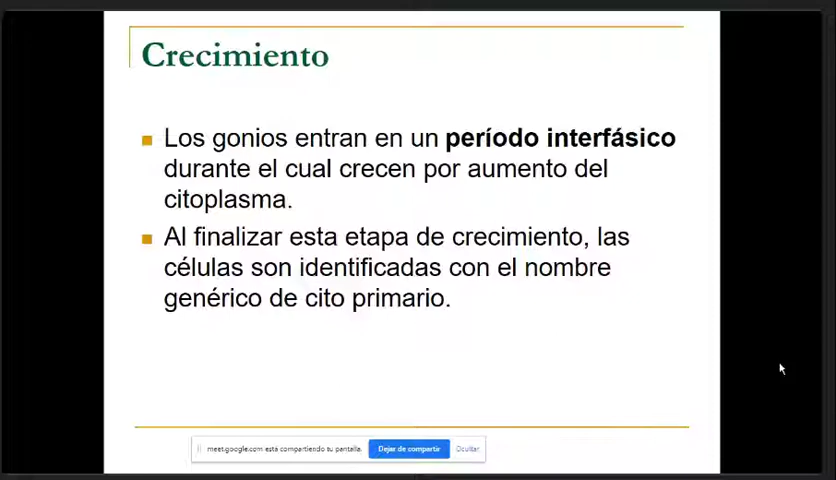 Crecimiento
Los gonios entran en un período interfásico
durante el cual crecen por aumento del
citoplasma.
Al finalizar esta etapa de crecimiento, las
células son identificadas con el nombre
genérico de cito primario.
meet.google.com está compartiendo tu pantalla. Dejar de compartir Ocultar